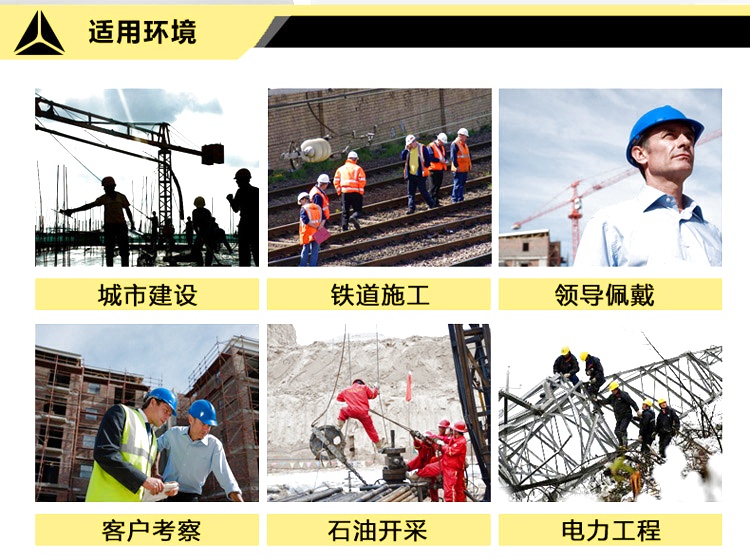 适用环境
城市建设
铁道施工
领导佩戴
客户考察
石油开采
电力工程